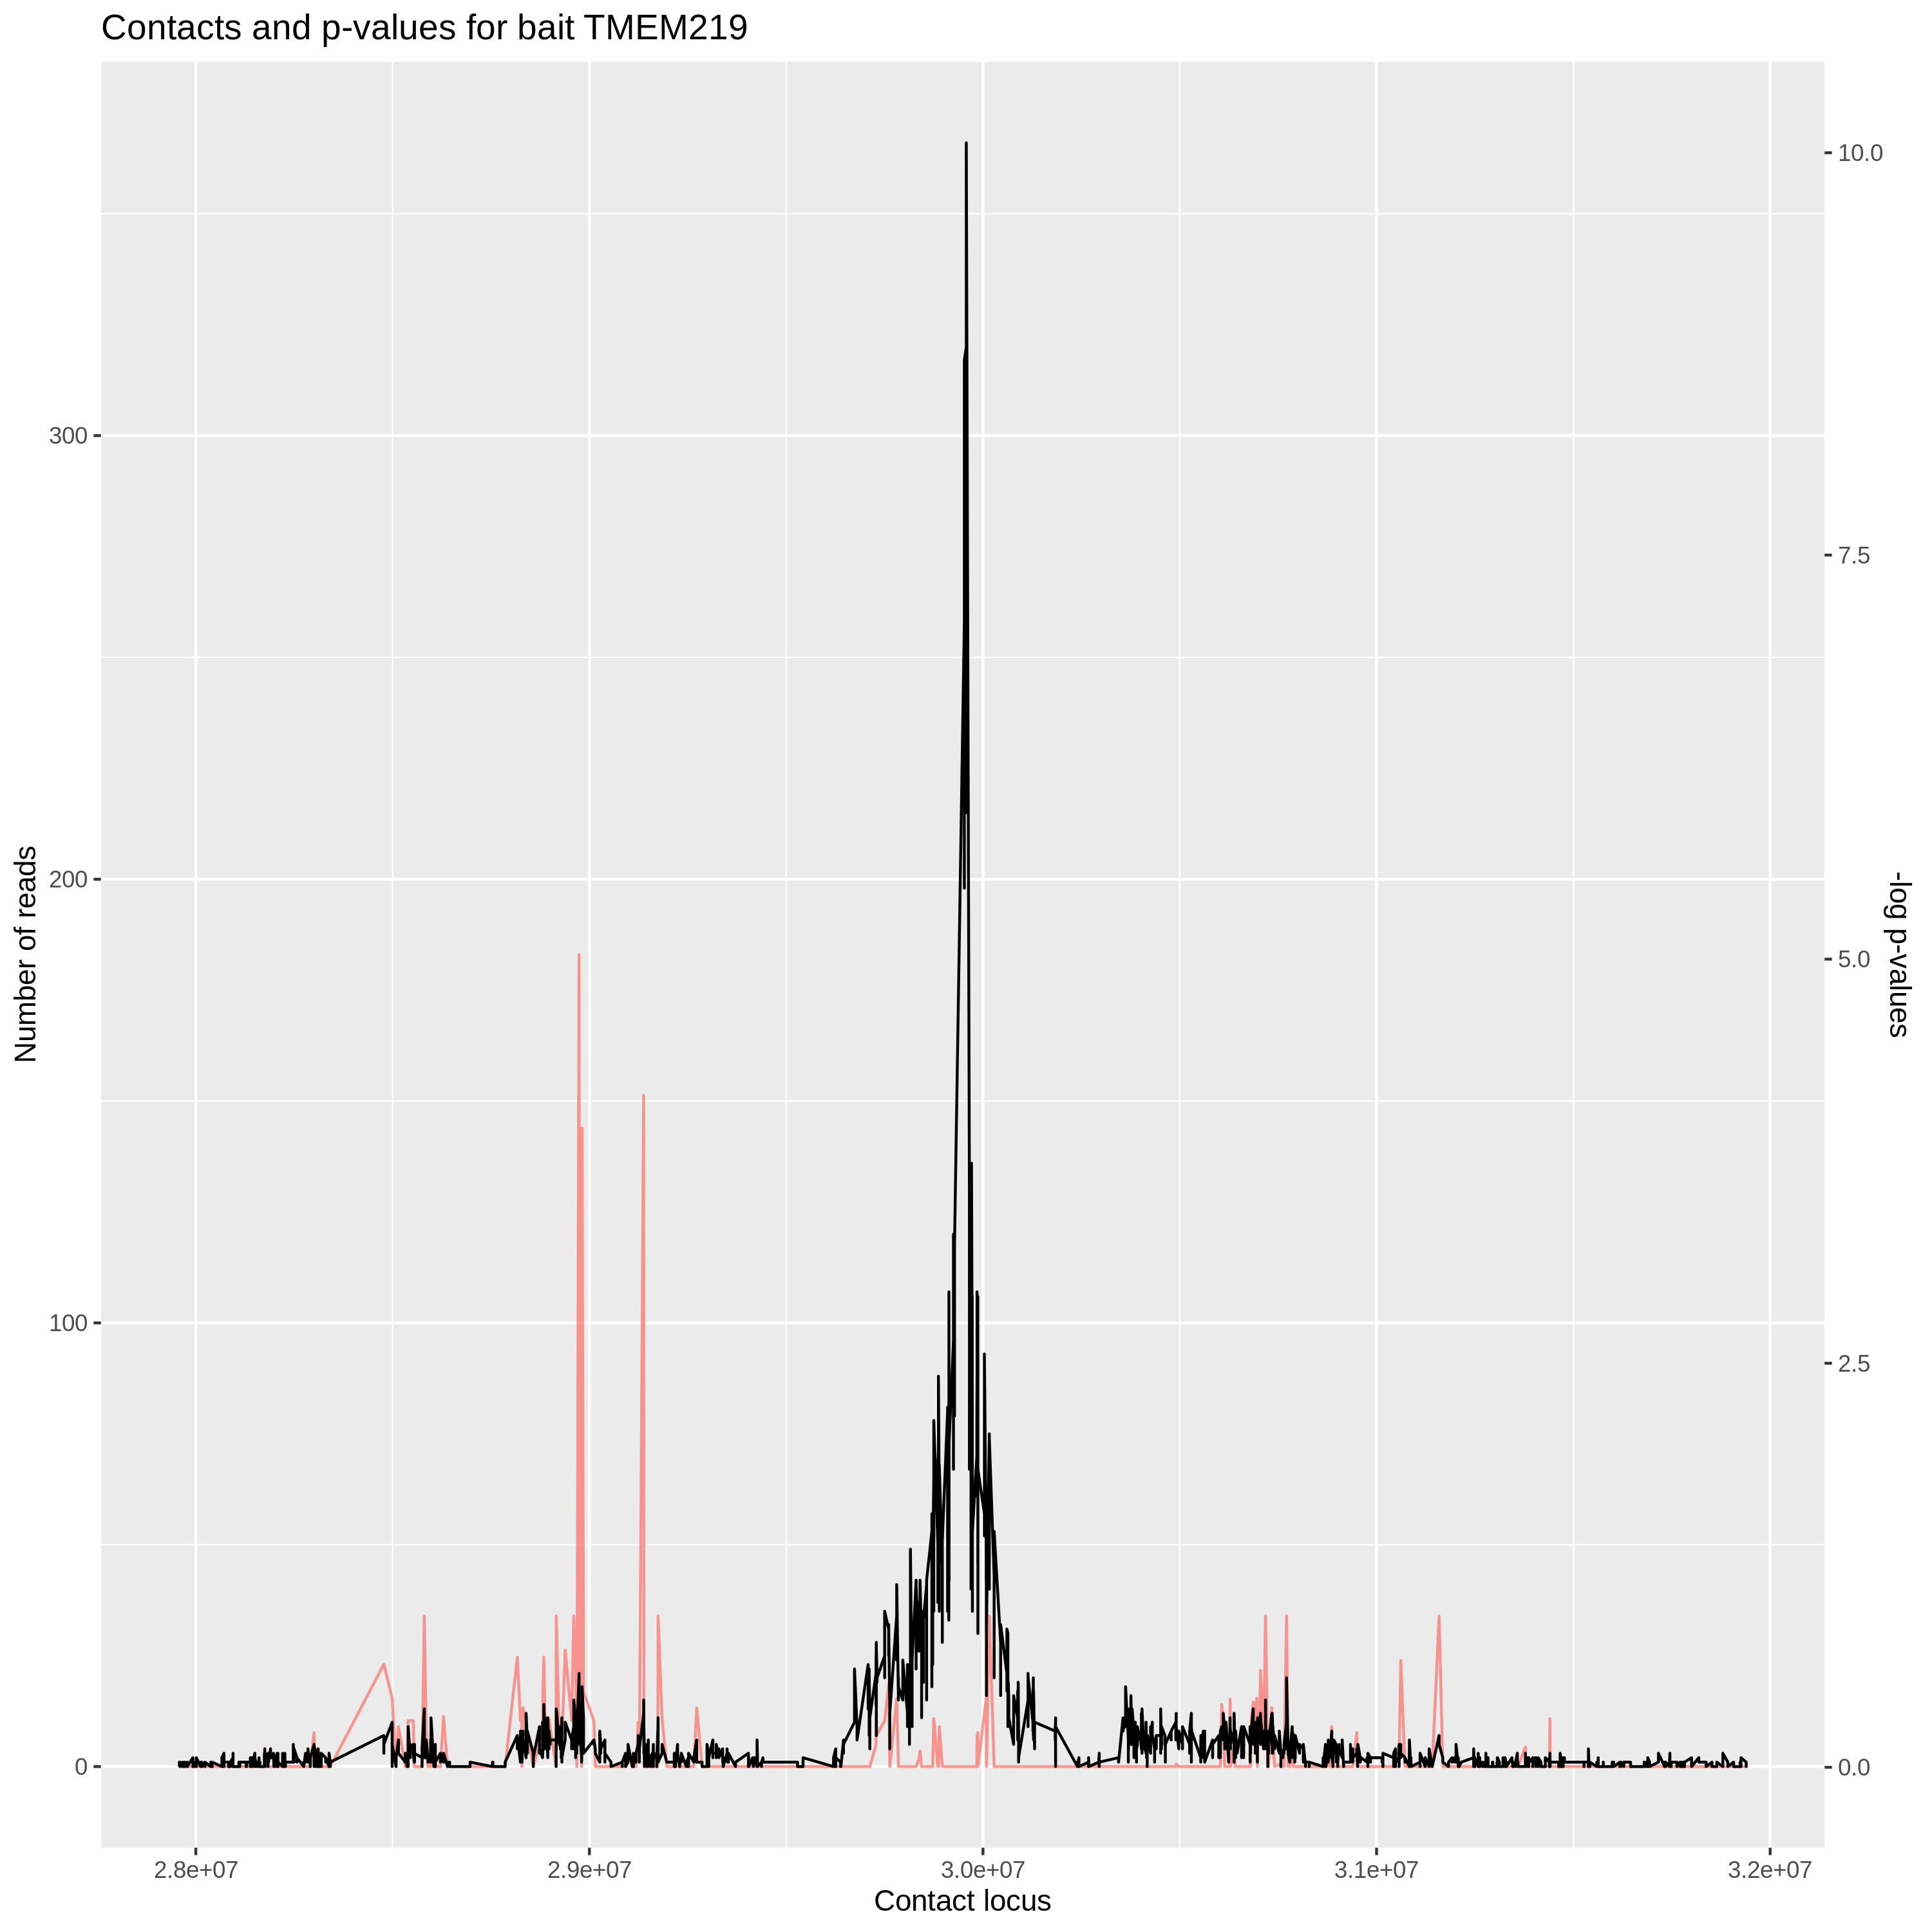 Contacts and p-values for bait TMEM219
10.0
300
7.5
200
5.0
Number of reads
-log p-values
100
2.5
0
0.0
2.8e+07 2.9e+07 3.0e+07 3.1e+07 3.2e+07
Contact locus